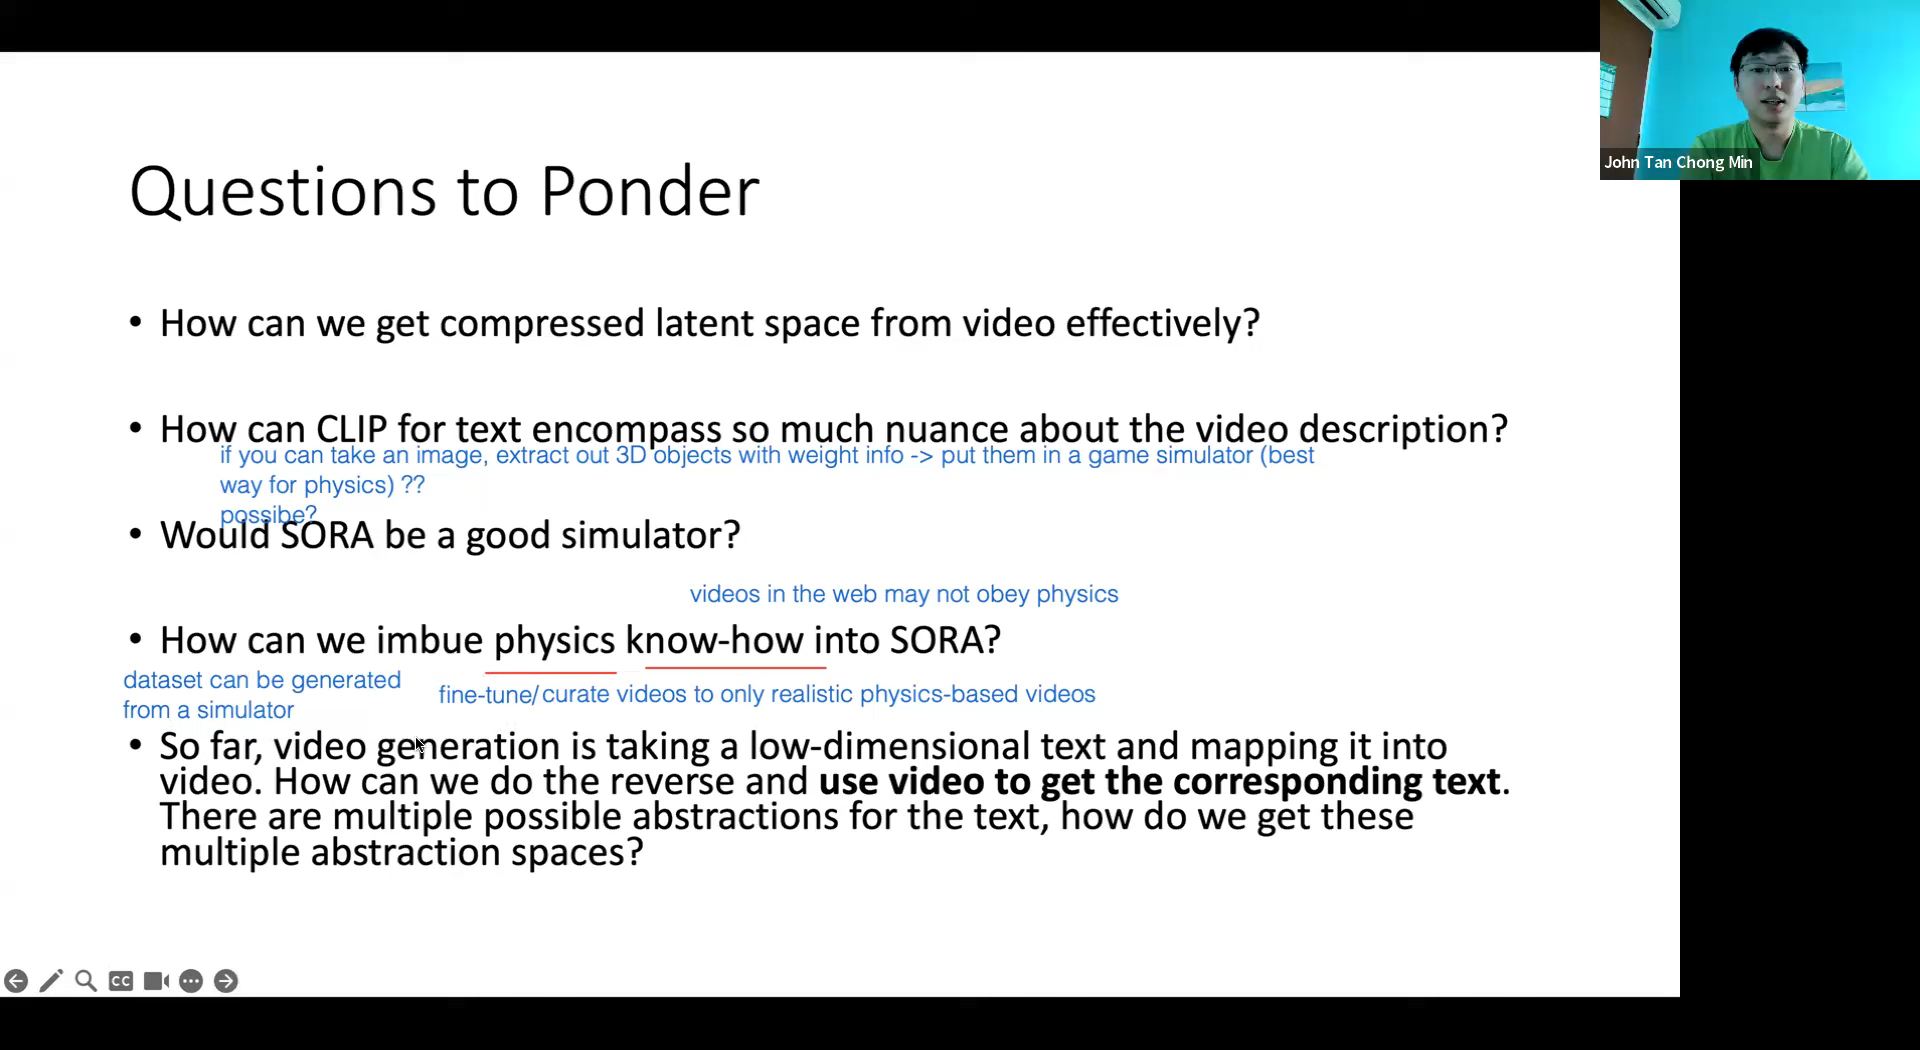 John Tan Chong Min
Questions to Ponder
• How can we get compressed latent space from video effectively?
• How can CLIP for text encompass so much nuance about the video description?
if you can take an image, extract out 3D objects with weight info -> put them in a game simulator (best
way for physics) ??
possibe?
• Would SORA be a good simulator?
videos in the web may not obey physics
• How can we imbue physics know-how into SORA?
dataset can be generated
from a simulator
fine-tune/curate videos to only realistic physics-based videos
• So far, video generation is taking a low-dimensional text and mapping it into
video. How can we do the reverse and use video to get the corresponding text.
There are multiple possible abstractions for the text, how do we get these
multiple abstraction spaces?
CC